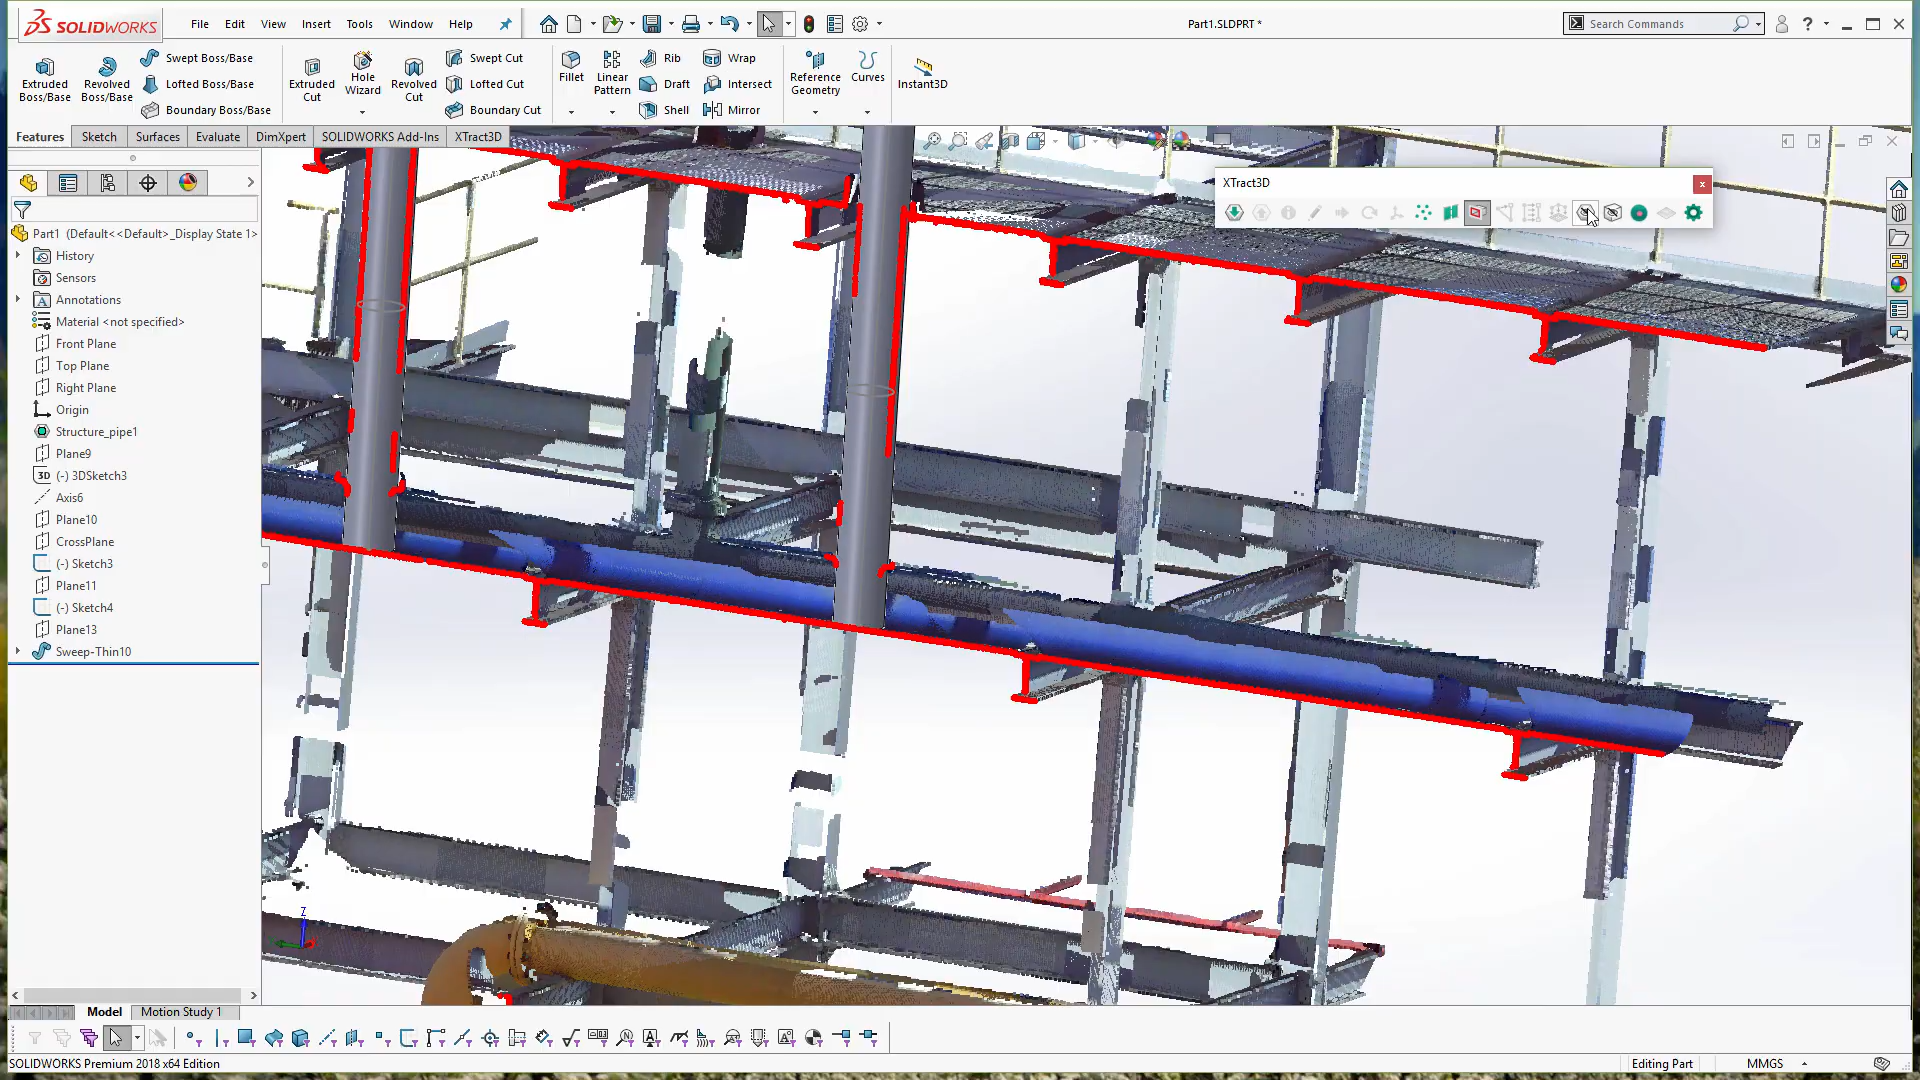 SOLIDWORKS
File Edit View Insert Tools Window Help
Part1.SLDPRT *
Search Commands
Extruded Boss/Base
Revolved Boss/Base
Swept Boss/Base
Lofted Boss/Base
Boundary Boss/Base
Extruded Cut
Hole Wizard
Revolved Cut
Swept Cut
Lofted Cut
Boundary Cut
Fillet
Linear Pattern
Rib
Draft
Shell
Wrap
Intersect
Mirror
Reference Geometry
Curves
Instant3D
Features Sketch Surfaces Evaluate DimXpert SOLIDWORKS Add-Ins XTract3D
XTract3D
Part1 (Default<<Default>_Display State 1>
History
Sensors
Annotations
Material <not specified>
Front Plane
Top Plane
Right Plane
Origin
Structure_pipe1
Plane9
3D (-) 3DSketch3
Axis6
Plane10
CrossPlane
(-) Sketch3
Plane11
(-) Sketch4
Plane13
Sweep-Thin10
Z
Model Motion Study 1
SOLIDWORKS Premium 2018 x64 Edition
Editing Part
MMGS